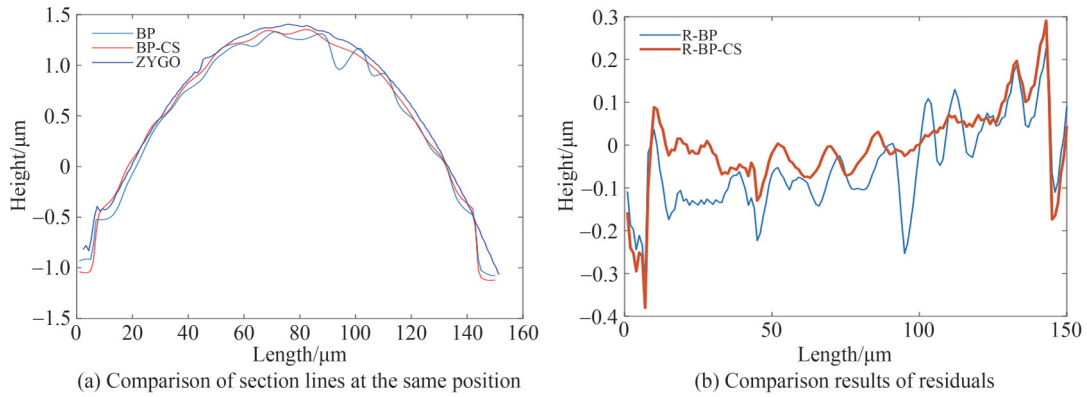 1.5
1.0
0.5
0
−0.5
−1.0
1.5
0
20
40
60
80
100
120
140
160
Height/μm
Length/μm
BP
BP-CS
ZYGO
(a) Comparison of section lines at the same position
0.3
0.2
0.1
0
−0.1
−0.2
−0.3
−0.4
0
50
100
150
Height/μm
Length/μm
R-BP
R-BP-CS
(b) Comparison results of residuals